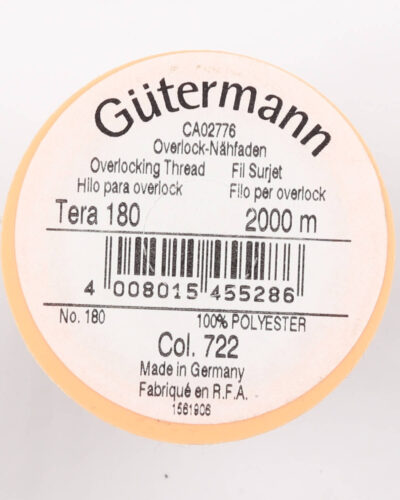 Gütermann
CA02776
Overlock-Nähfaden
Overlocking Thread Fil Surjet
Hilo para overlock Filo per overlock
Tera 180 2000 m
4 008015 455286
No. 180 100% POLYESTER
Col. 722
Made in Germany
Fabriqué en R.F.A.
1561906